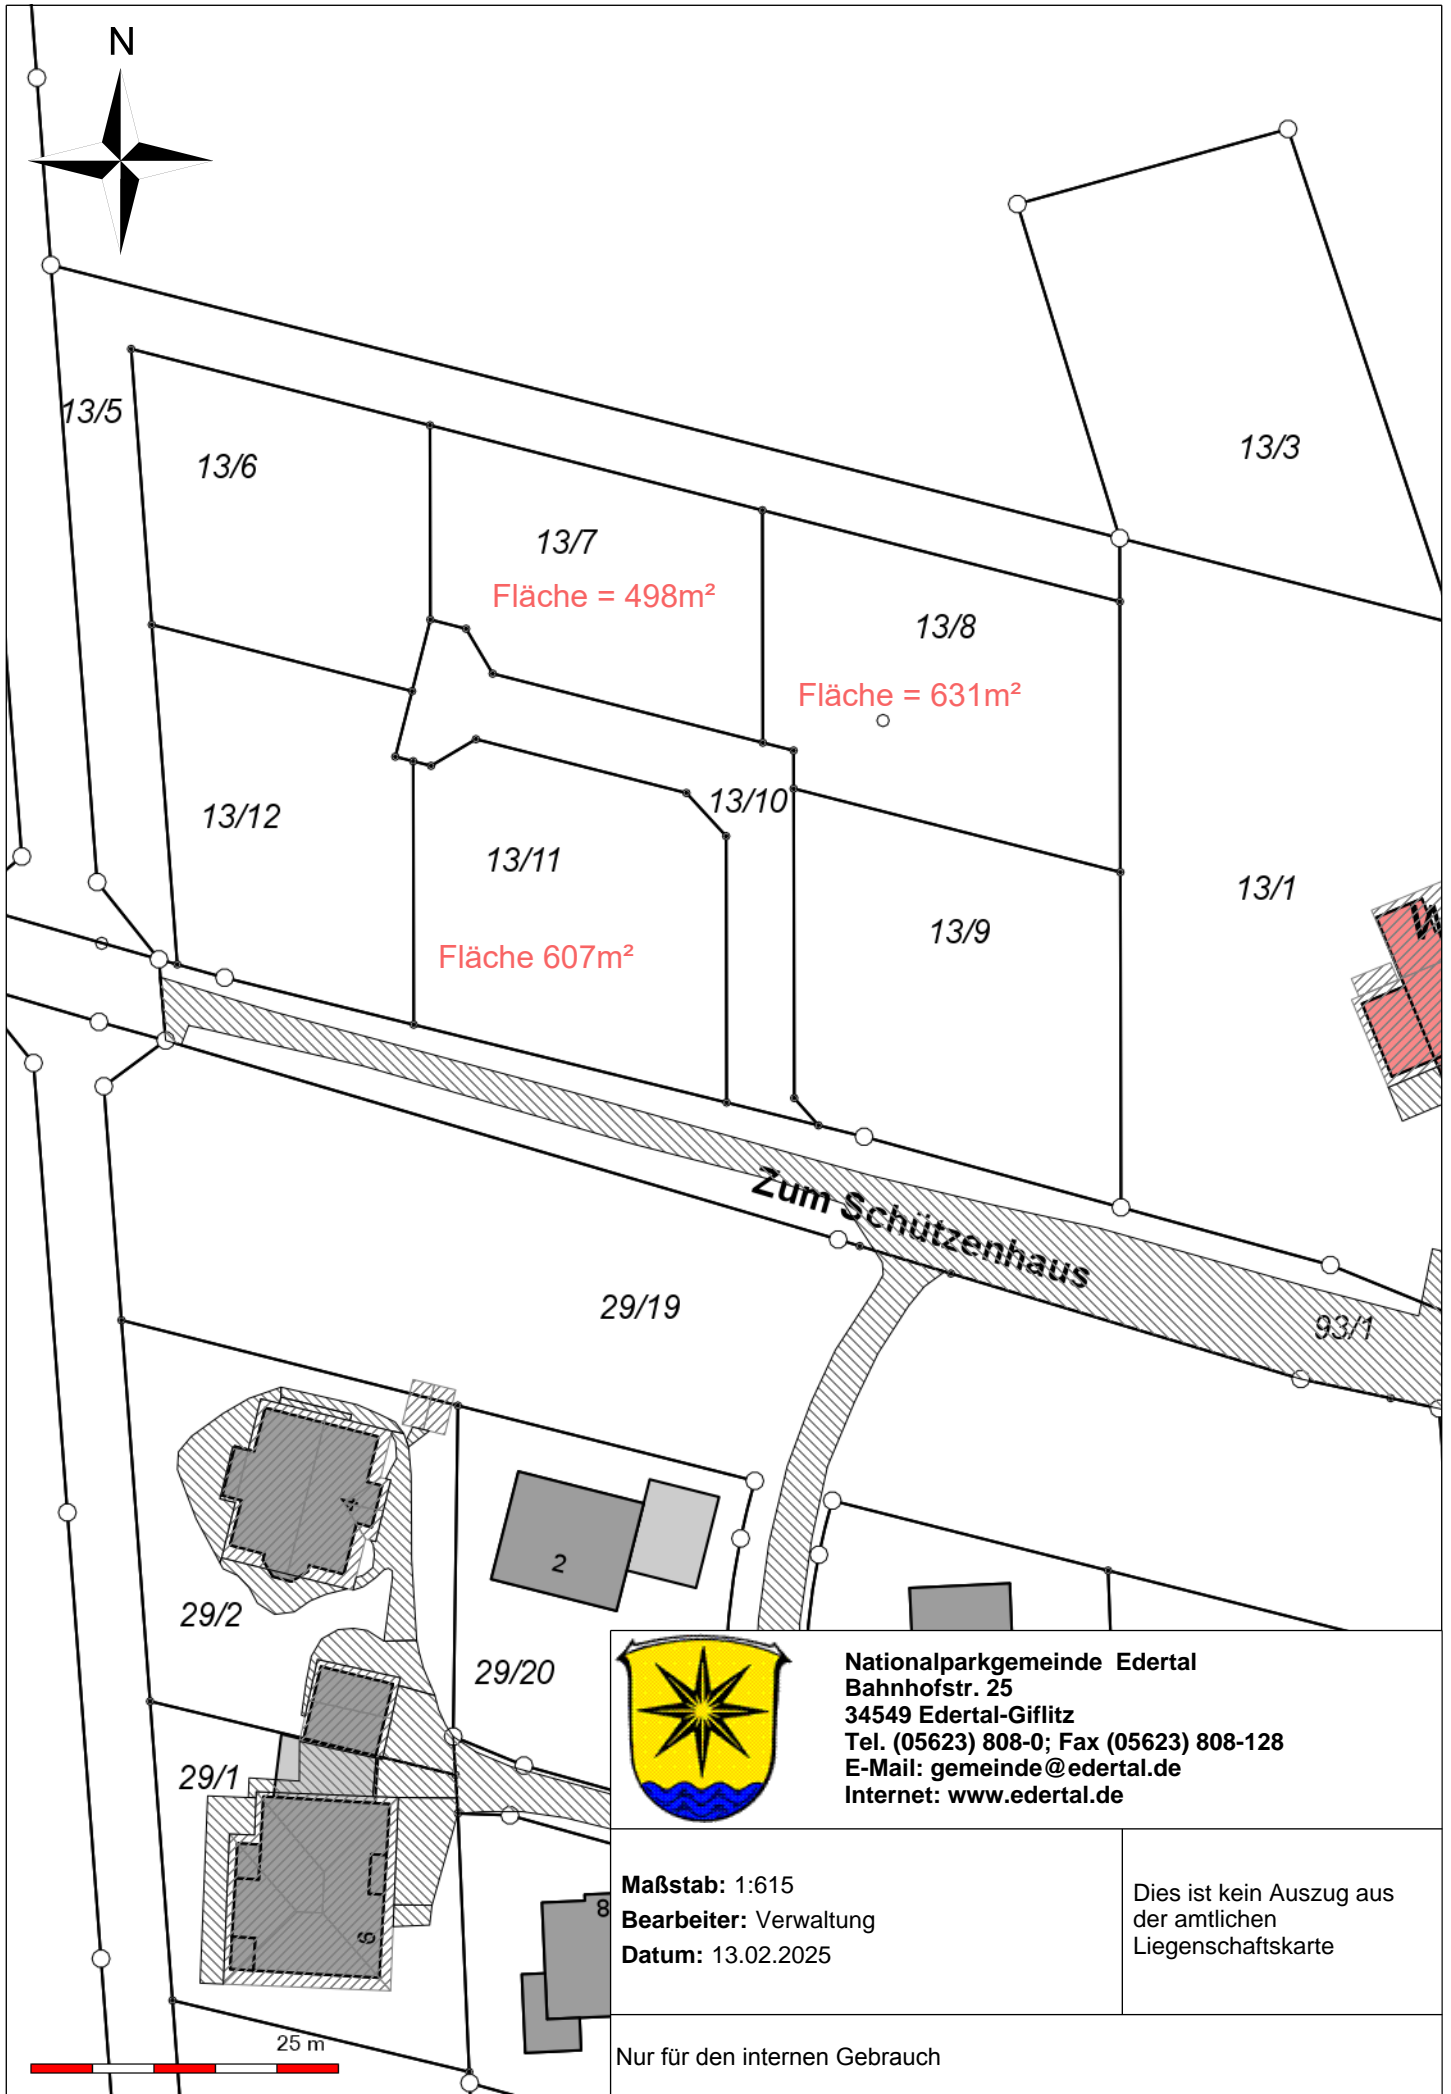 N
13/5
13/6
13/3
13/7
Fläche = 498m²
13/8
Fläche = 631m²
13/10
13/12
13/11
13/1
13/9
Fläche 607m²
Zum Schützenhaus
29/19
93/1
4
2
29/2
29/20
29/1
6
8
25 m
Nationalparkgemeinde Edertal
Bahnhofstr. 25
34549 Edertal-Giflitz
Tel. (05623) 808-0; Fax (05623) 808-128
E-Mail: gemeinde@edertal.de
Internet: www.edertal.de
Maßstab: 1:615
Bearbeiter: Verwaltung
Datum: 13.02.2025
Dies ist kein Auszug aus
der amtlichen
Liegenschaftskarte
Nur für den internen Gebrauch